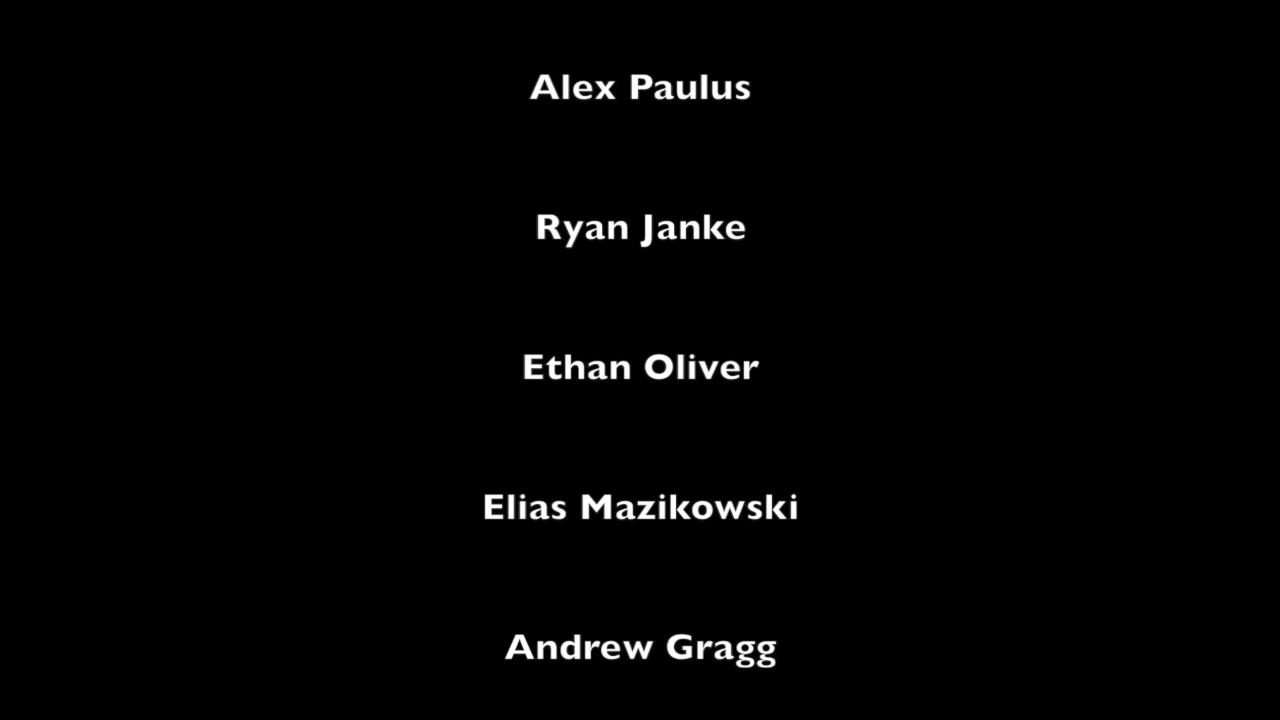 Alex Paulus
Ryan Janke
Ethan Oliver
Elias Mazikowski
Andrew Gragg